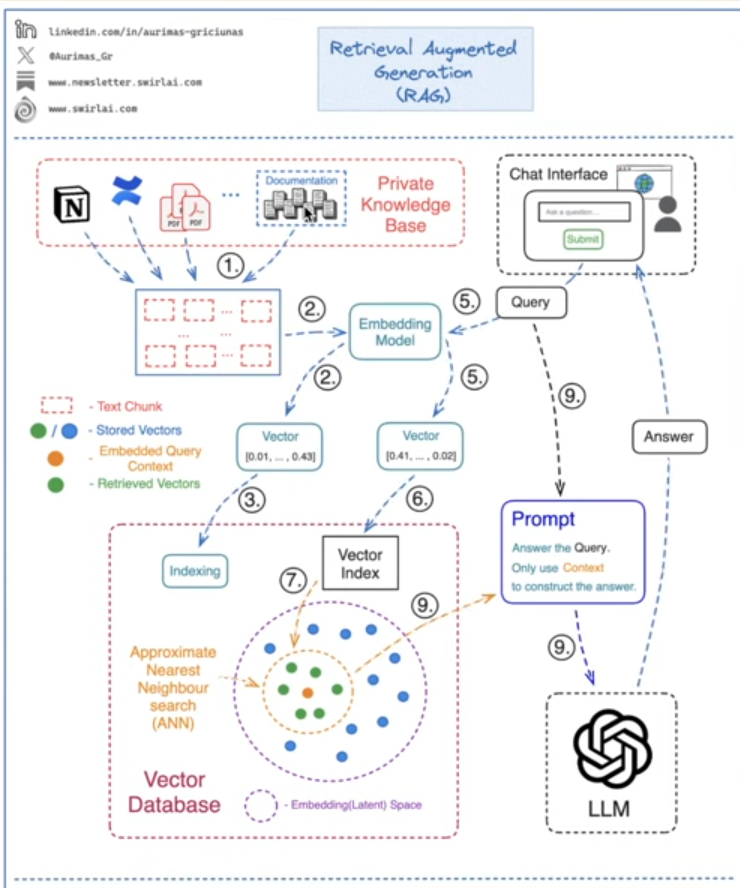 linkedin.com/in/aurimas-griciunas
@Aurimas_Gr
www.newsletter.swirlai.com
www.swirlai.com
Retrieval Augmented
Generation
(RAG)
N
PDF
PDF
...
Documentation
Private
Knowledge
Base
Chat Interface
Ask a question...
Submit
1.
...
... ...
...
2.
Embedding
Model
5.
Query
2.
5.
9.
- Text Chunk
/
- Stored Vectors
- Embedded Query
Context
- Retrieved Vectors
Vector
[0.01, ... , 0.43]
Vector
[0.41, ... , 0.02]
Answer
3.
6.
Indexing
Vector
Index
Prompt
Answer the Query.
Only use Context
to construct the answer.
7.
9.
9.
Approximate
Nearest
Neighbour
search
(ANN)
Vector
Database
- Embedding(Latent) Space
LLM